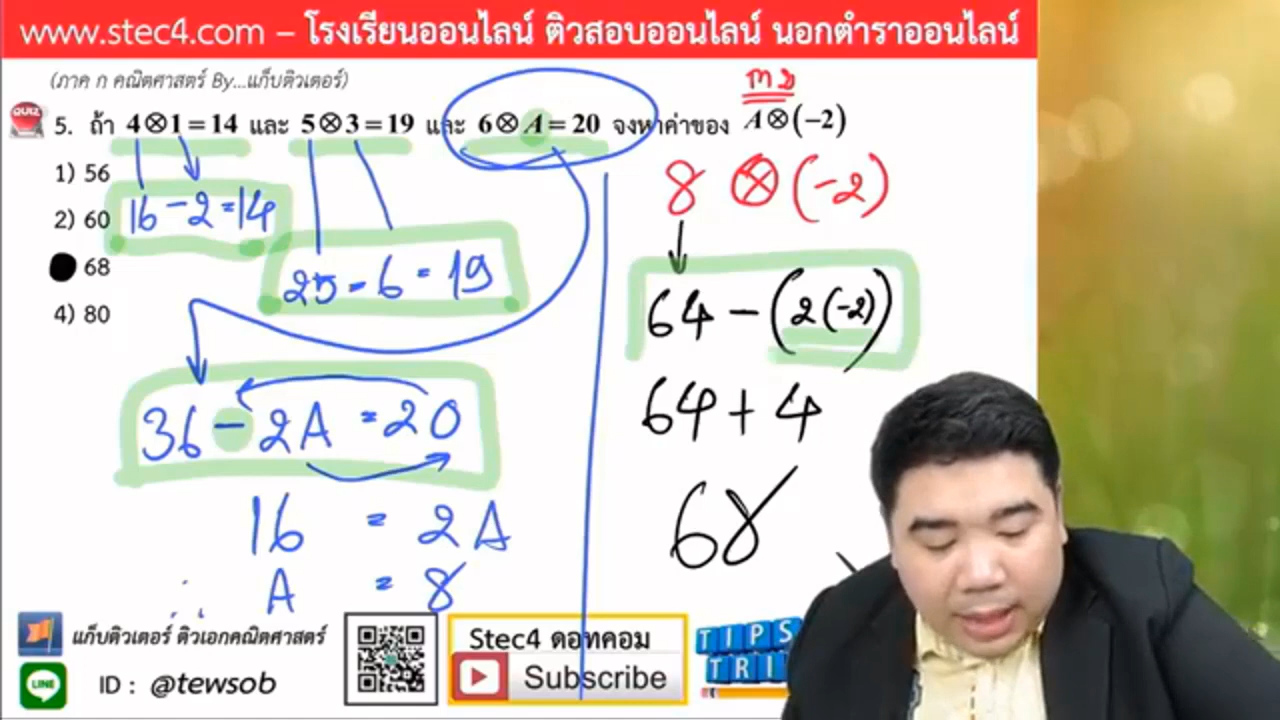 www.stec4.com – โรงเรียนออนไลน์ ติวสอบออนไลน์ นอกตำราออนไลน์
(ภาค ก คณิตศาสตร์ By...แก็บติวเตอร์)
QUIZ 5. ถ้า 4⊗1=14 และ 5⊗3=19 และ 6⊗A=20 จงหาค่าของ A⊗(−2)
1) 56
2) 60
68
4) 80
16 − 2 = 14
25 − 6 = 19
36 − 2A = 20
16 = 2A
A = 8
8 ⊗ (−2)
64 − (2(−2))
64 + 4
68
แก็บติวเตอร์ ติวเอกคณิตศาสตร์
LINE ID : @tewsob
Stec4 ดอทคอม
Subscribe
TIPS
TRI